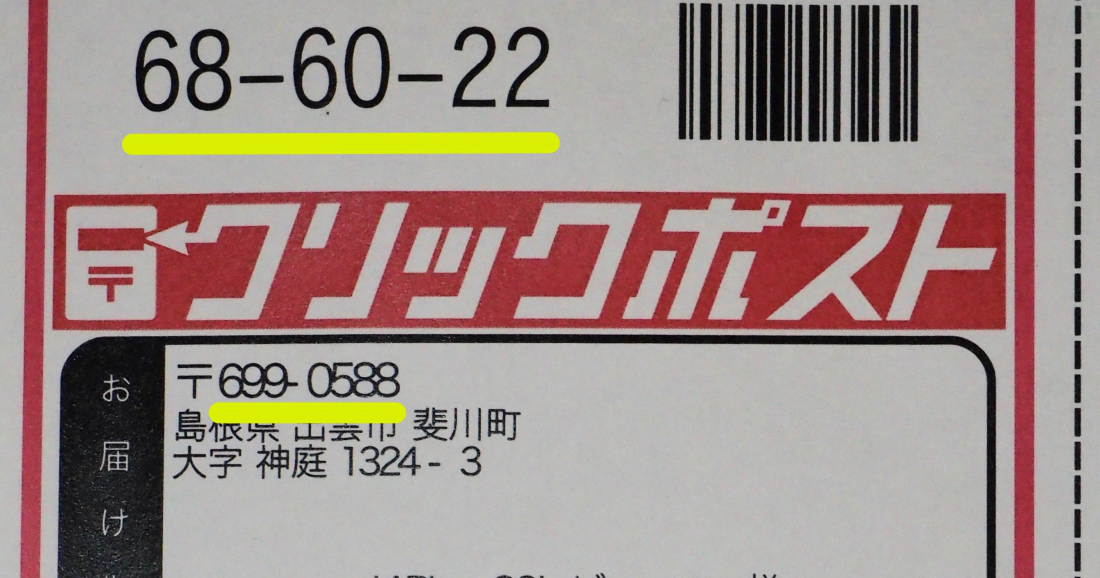 68-60-22
クリックポスト
〒699-0588
島根県 出雲市 斐川町
大字 神庭 1324-3
お届け